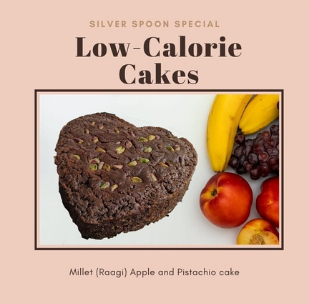 SILVER SPOON SPECIAL
Low-Calorie
Cakes
Millet (Raagi) Apple and Pistachio cake